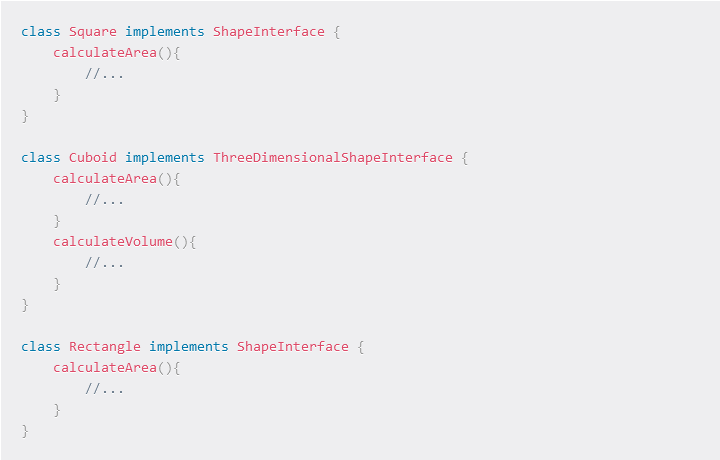 class Square implements ShapeInterface {
    calculateArea(){
        //...
    }
}

class Cuboid implements ThreeDimensionalShapeInterface {
    calculateArea(){
        //...
    }
    calculateVolume(){
        //...
    }
}

class Rectangle implements ShapeInterface {
    calculateArea(){
        //...
    }
}